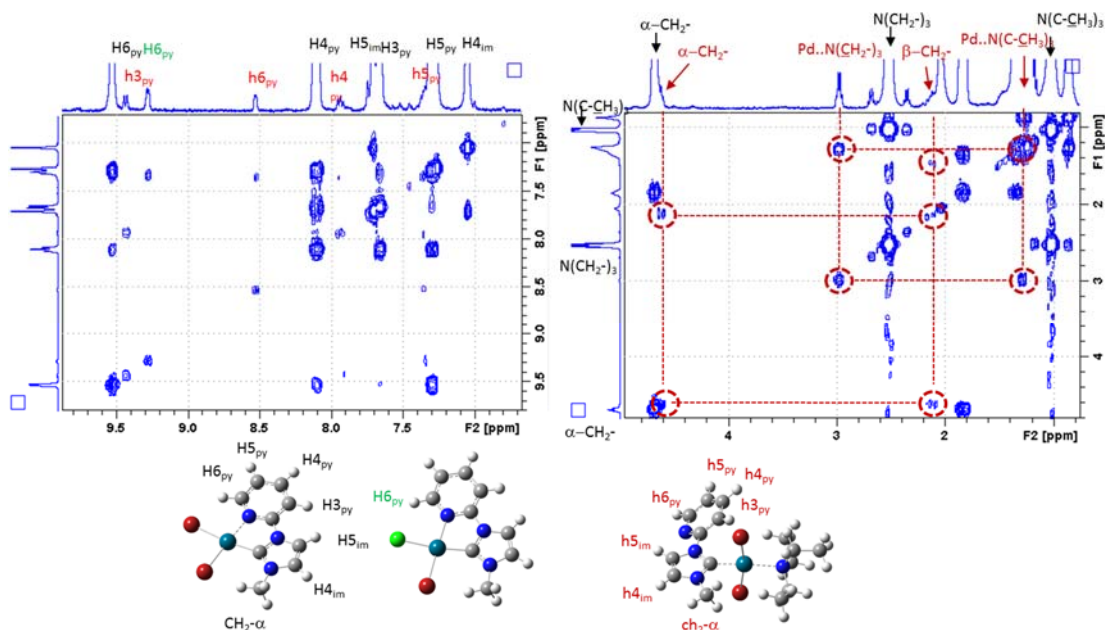 H6py H6py
h3py
h6py
H4py
h4
py
H5im H3py
H5py
h5py
H4im
N(C-CH3)
F1 [ppm]
7.5
8.0
8.5
9.0
9.5
9.5
9.0
8.5
8.0
7.5
F2 [ppm]
α–CH2-
α–CH2-
Pd..N(CH2-)3
N(CH2-)3
β–CH2-
Pd..N(C-CH3)3
N(C-CH3)3
F1 [ppm]
2
3
4
N(CH2-)3
α–CH2-
4
3
2
F2 [ppm]
H6py
H5py
H4py
H3py
H5im
H4im
CH2-α
H6py
h5py
h4py
h6py
h3py
h5im
h4im
ch2-α